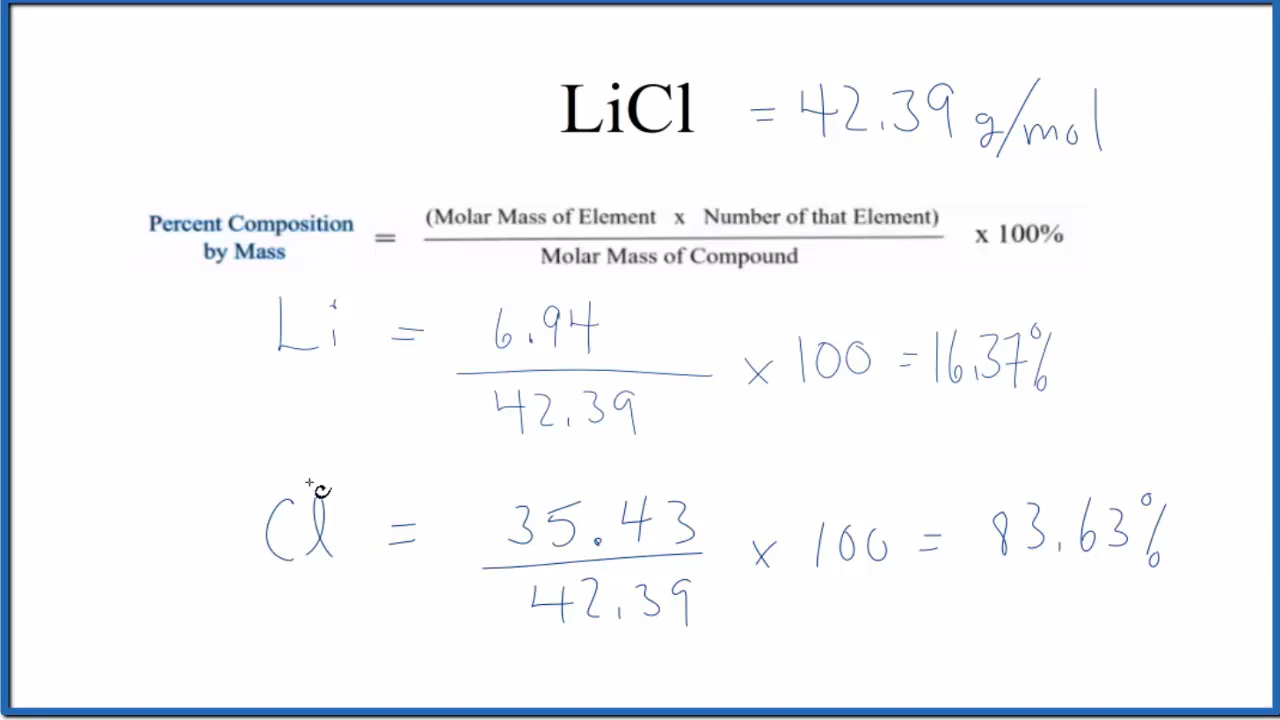 LiCl = 42.39 g/mol
Percent Composition by Mass = (Molar Mass of Element x Number of that Element) / Molar Mass of Compound x 100%
Li = 6.94 / 42.39 x 100 = 16.37%
Cl = 35.43 / 42.39 x 100 = 83.63%